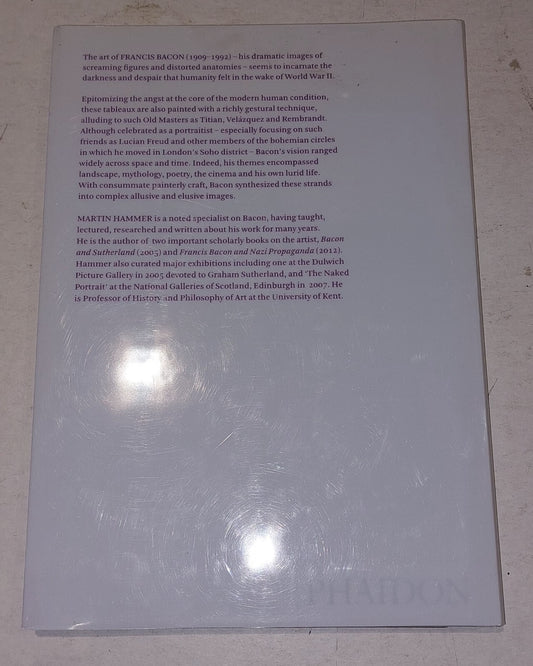 The art of FRANCIS BACON (1909–1992) – his dramatic images of
screaming figures and distorted anatomies – seems to incarnate the
darkness and despair that humanity felt in the wake of World War II.
Epitomizing the angst at the core of the modern human condition,
these tableaux are also painted with a richly gestural technique,
alluding to such Old Masters as Titian, Velázquez and Rembrandt.
Although celebrated as a portraitist – especially focusing on such
friends as Lucian Freud and other members of the bohemian circles
in which he moved in London's Soho district – Bacon's vision ranged
widely across space and time. Indeed, his themes encompassed
landscape, mythology, poetry, the cinema and his own lurid life.
With consummate painterly craft, Bacon synthesized these strands
into complex allusive and elusive images.
MARTIN HAMMER is a noted specialist on Bacon, having taught,
lectured, researched and written about his work for many years.
He is the author of two important scholarly books on the artist, Bacon
and Sutherland (2005) and Francis Bacon and Nazi Propaganda (2012).
Hammer also curated major exhibitions including one at the Dulwich
Picture Gallery in 2005 devoted to Graham Sutherland, and 'The Naked
Portrait' at the National Galleries of Scotland, Edinburgh in 2007. He
is Professor of History and Philosophy of Art at the University of Kent.
PHAIDON